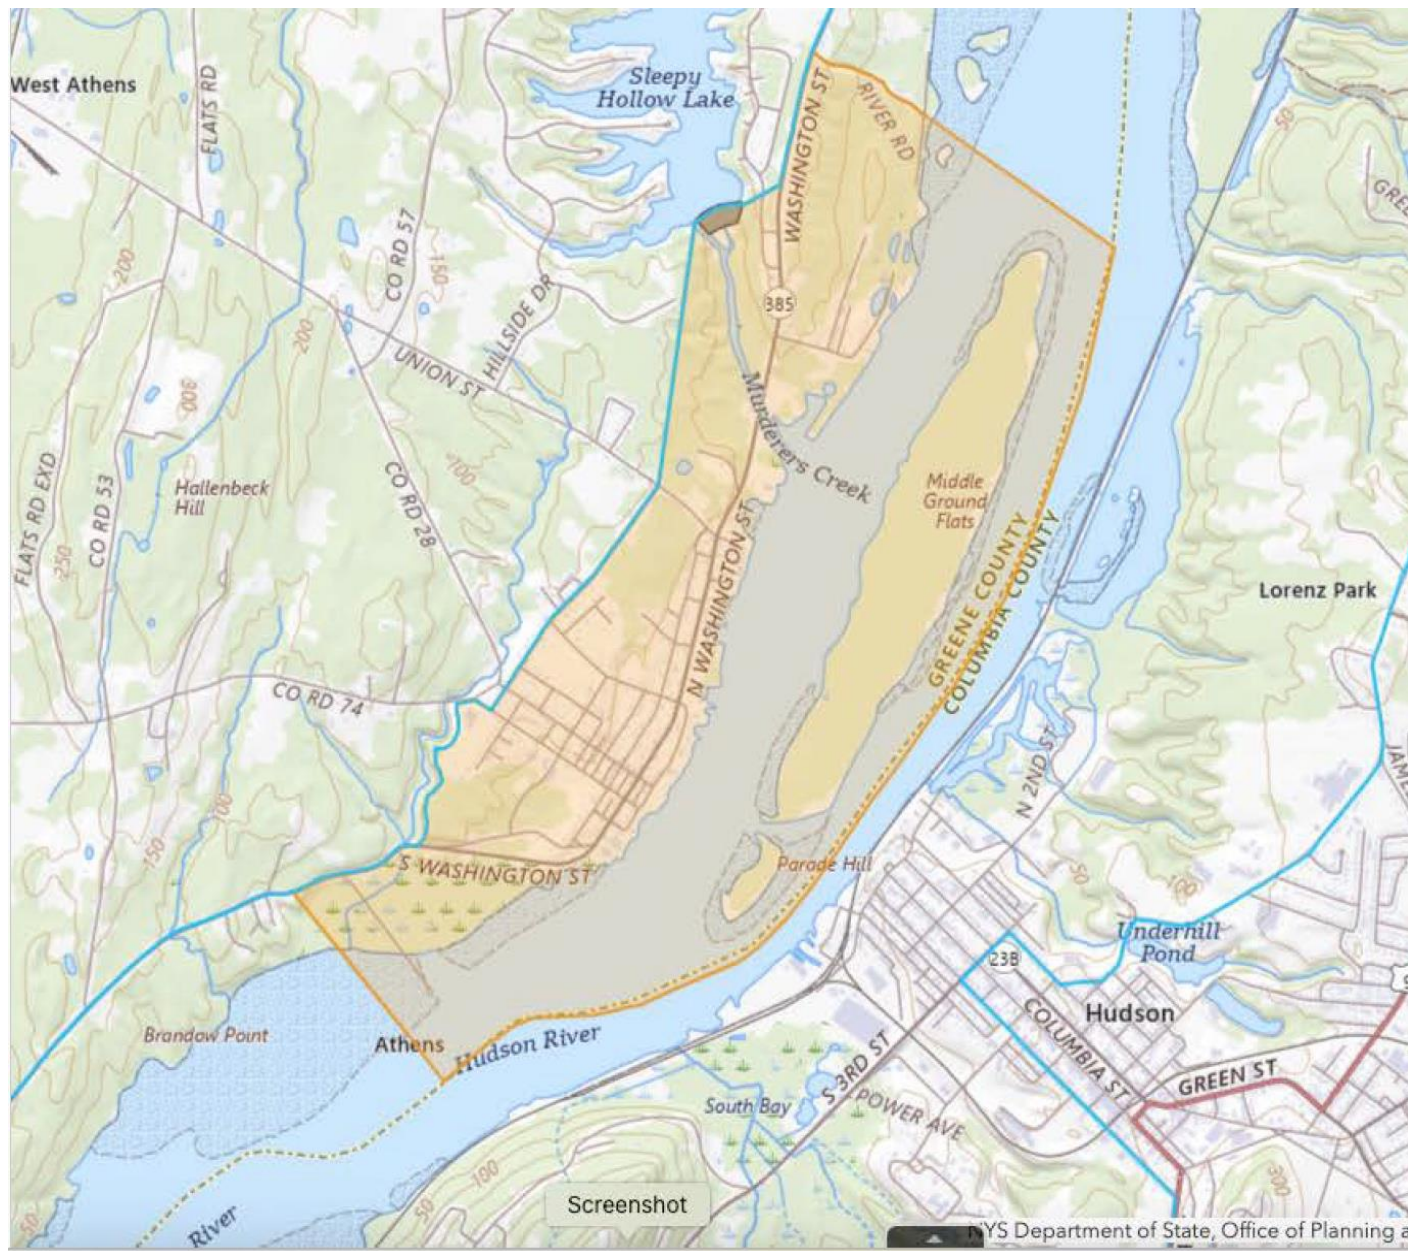 West Athens
FLATS RD
Sleepy
Hollow Lake
WASHINGTON ST
RIVER RD
50
CO RD 57
150
200
HILLSIDE DR
385
200
UNION ST
300
Murderers Creek
FLATS RD EXD
CO RD 53
Hallenbeck
Hill
100
CO RD 28
Middle
Ground
Flats
N WASHINGTON ST
GREENE COUNTY
COLUMBIA COUNTY
250
Lorenz Park
N WASHINGTON ST
CO RD 74
N 2ND ST
100
150
S WASHINGTON ST
Parade Hill
50
100
Underhill
Pond
23B
Brandow Point
Athens
Hudson River
Hudson
COLUMBIA ST
S 3RD ST
GREEN ST
South Bay
POWER AVE
100
300
50
50
Screenshot
River
NYS Department of State, Office of Planning a